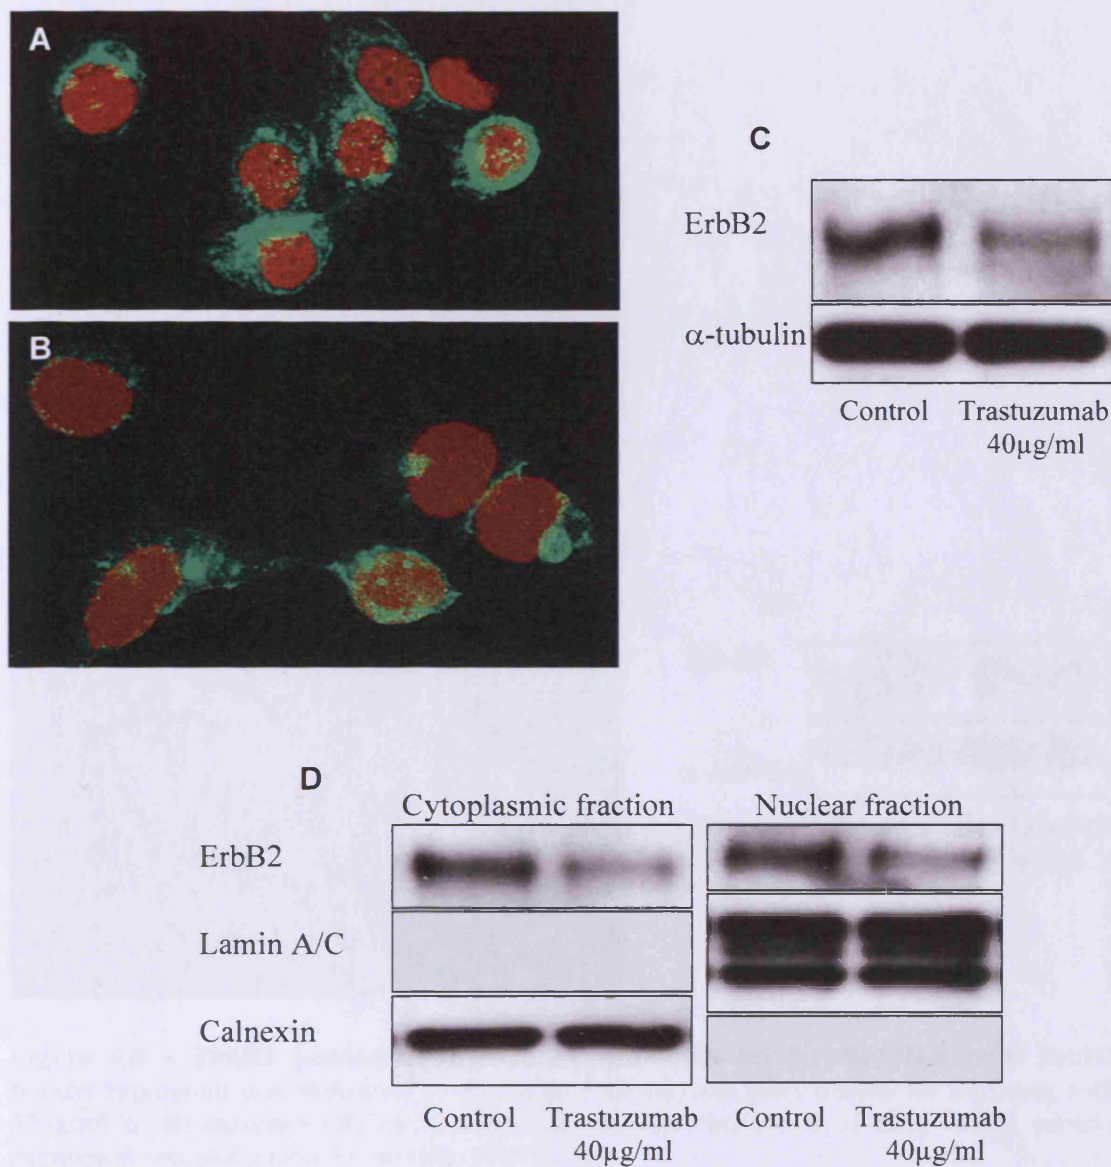 A
B
C
ErbB2
α-tubulin
Control Trastuzumab
40µg/ml
D
Cytoplasmic fraction Nuclear fraction
ErbB2
Lamin A/C
Calnexin
Control Trastuzumab Control Trastuzumab
40µg/ml 40µg/ml